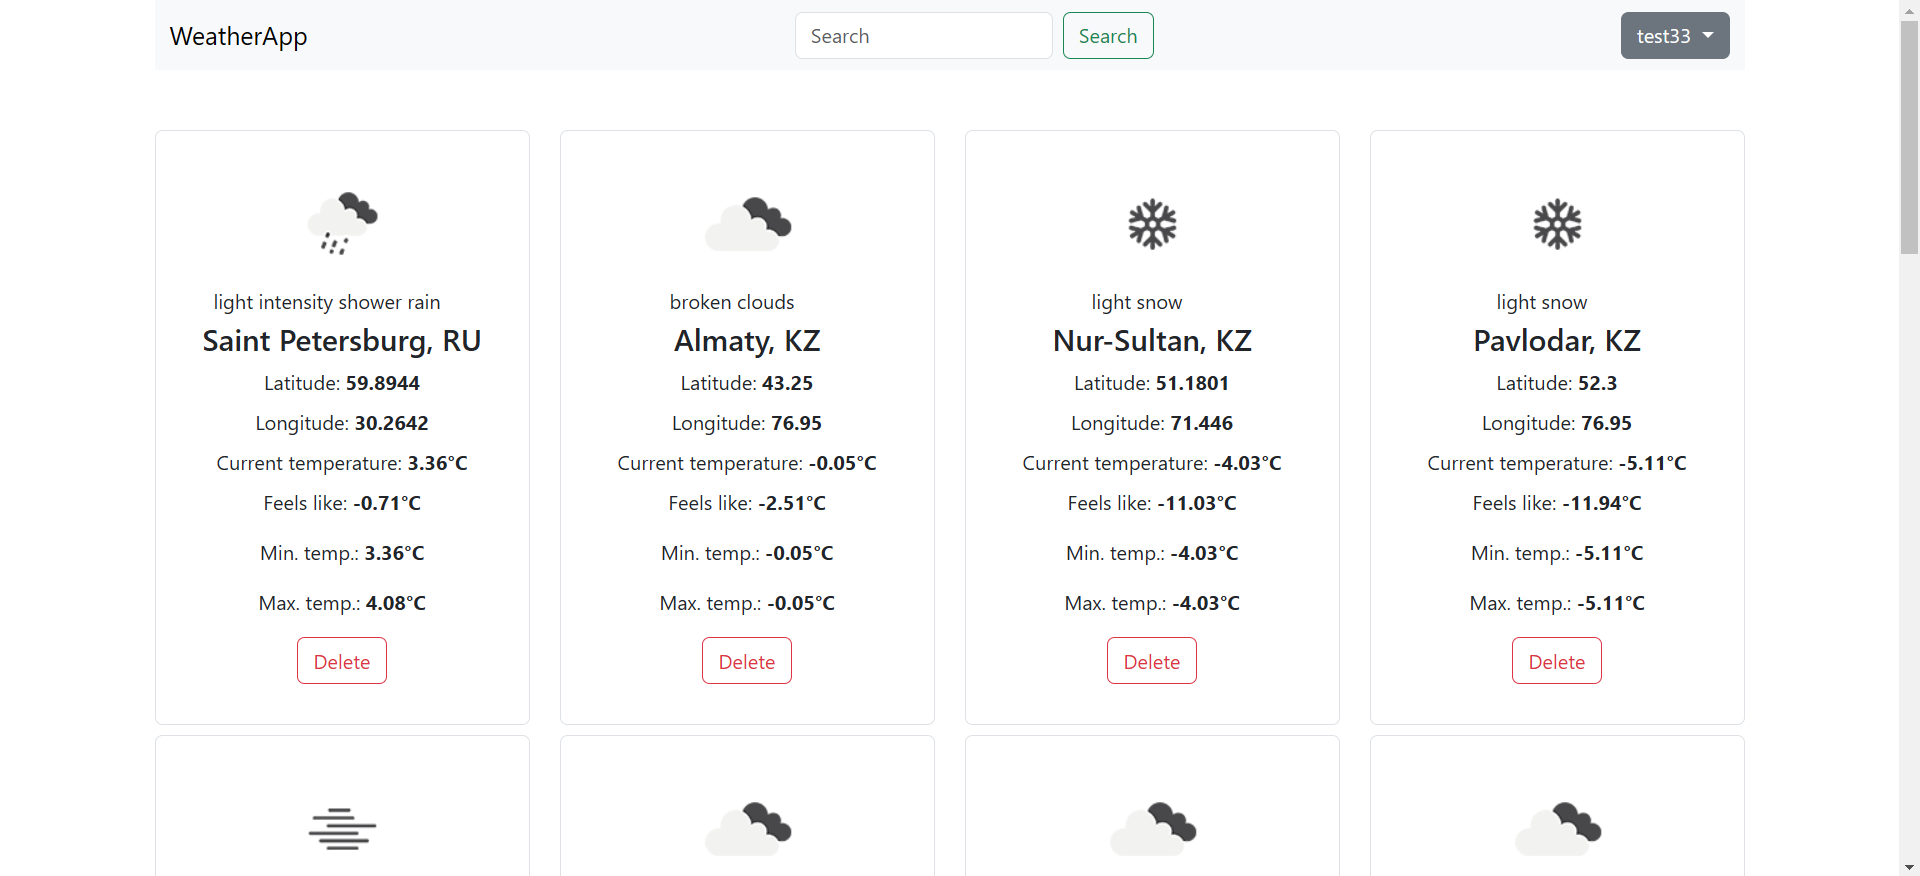 WeatherApp
Search
Search
test33
light intensity shower rain
Saint Petersburg, RU
Latitude: 59.8944
Longitude: 30.2642
Current temperature: 3.36°C
Feels like: -0.71°C
Min. temp.: 3.36°C
Max. temp.: 4.08°C
Delete
broken clouds
Almaty, KZ
Latitude: 43.25
Longitude: 76.95
Current temperature: -0.05°C
Feels like: -2.51°C
Min. temp.: -0.05°C
Max. temp.: -0.05°C
Delete
light snow
Nur-Sultan, KZ
Latitude: 51.1801
Longitude: 71.446
Current temperature: -4.03°C
Feels like: -11.03°C
Min. temp.: -4.03°C
Max. temp.: -4.03°C
Delete
light snow
Pavlodar, KZ
Latitude: 52.3
Longitude: 76.95
Current temperature: -5.11°C
Feels like: -11.94°C
Min. temp.: -5.11°C
Max. temp.: -5.11°C
Delete